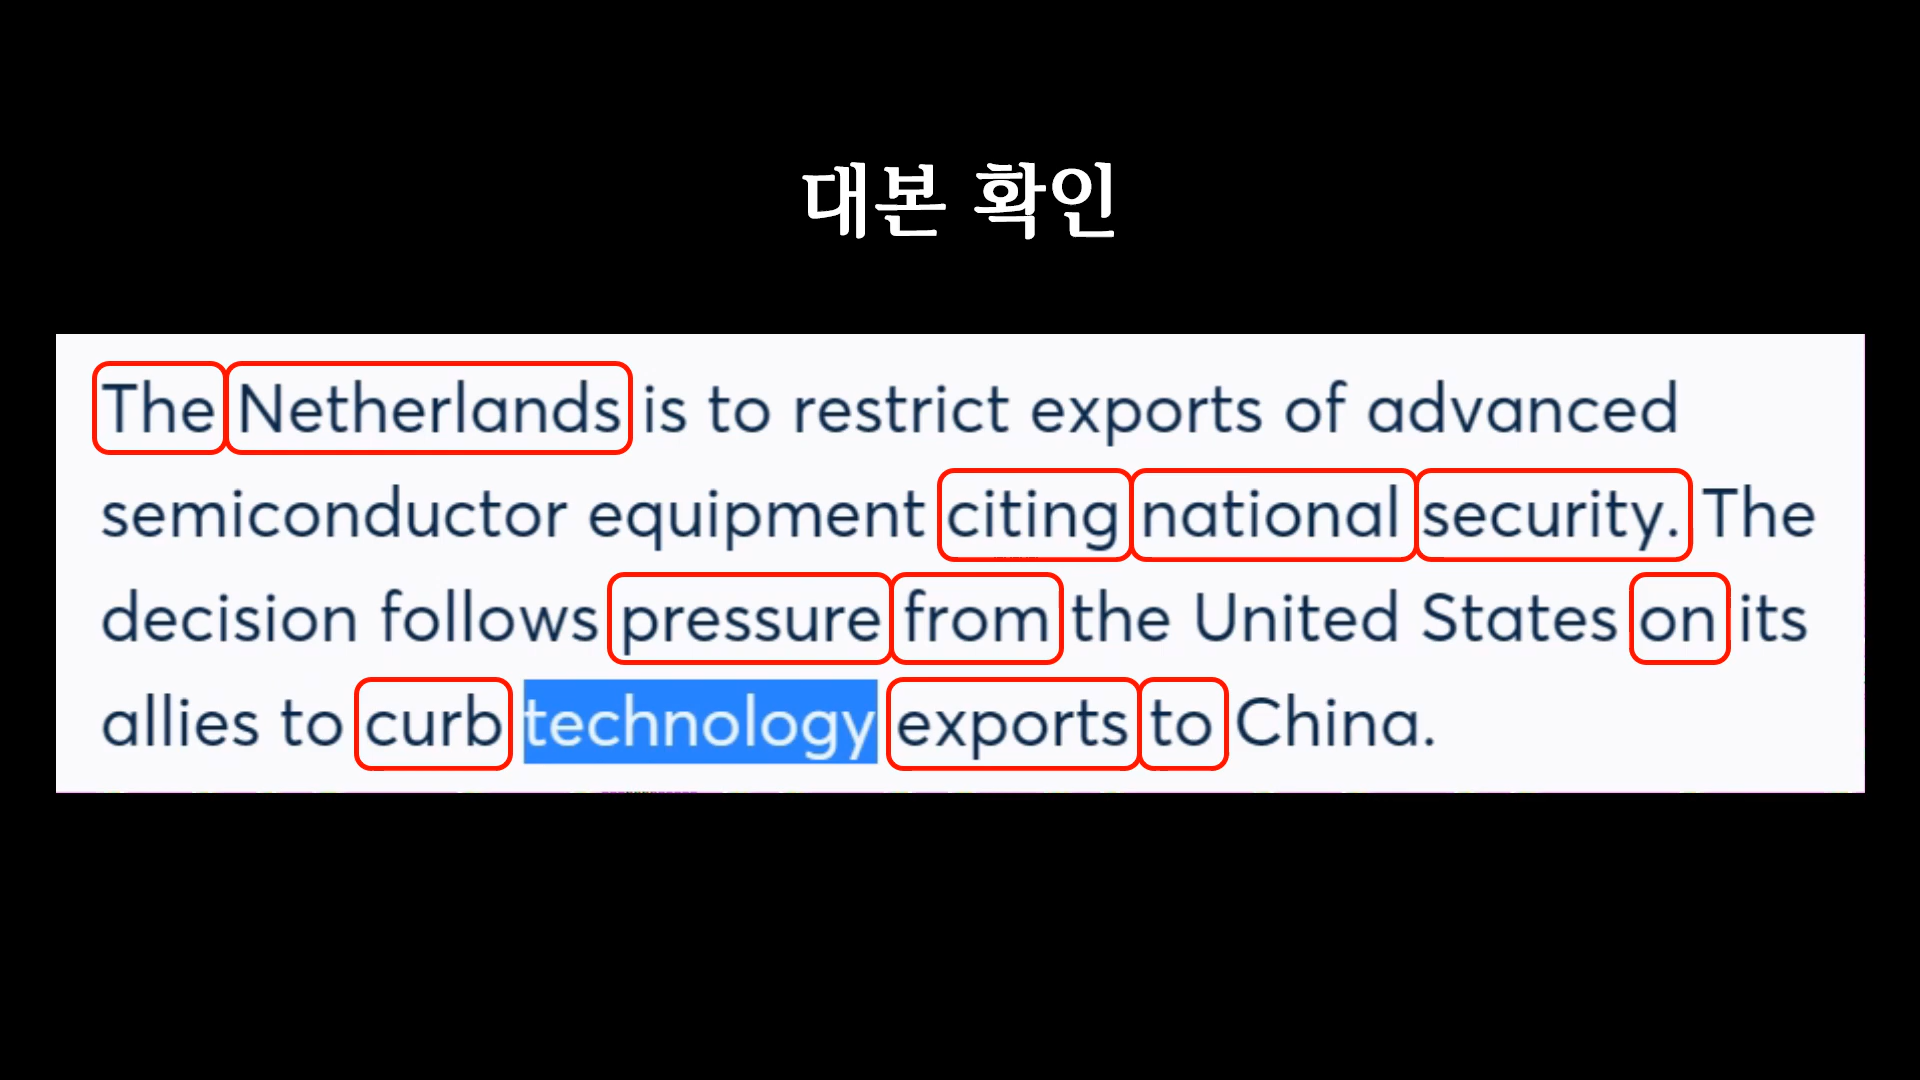 대본 확인
The Netherlands is to restrict exports of advanced
semiconductor equipment citing national security. The
decision follows pressure from the United States on its
allies to curb technology exports to China.